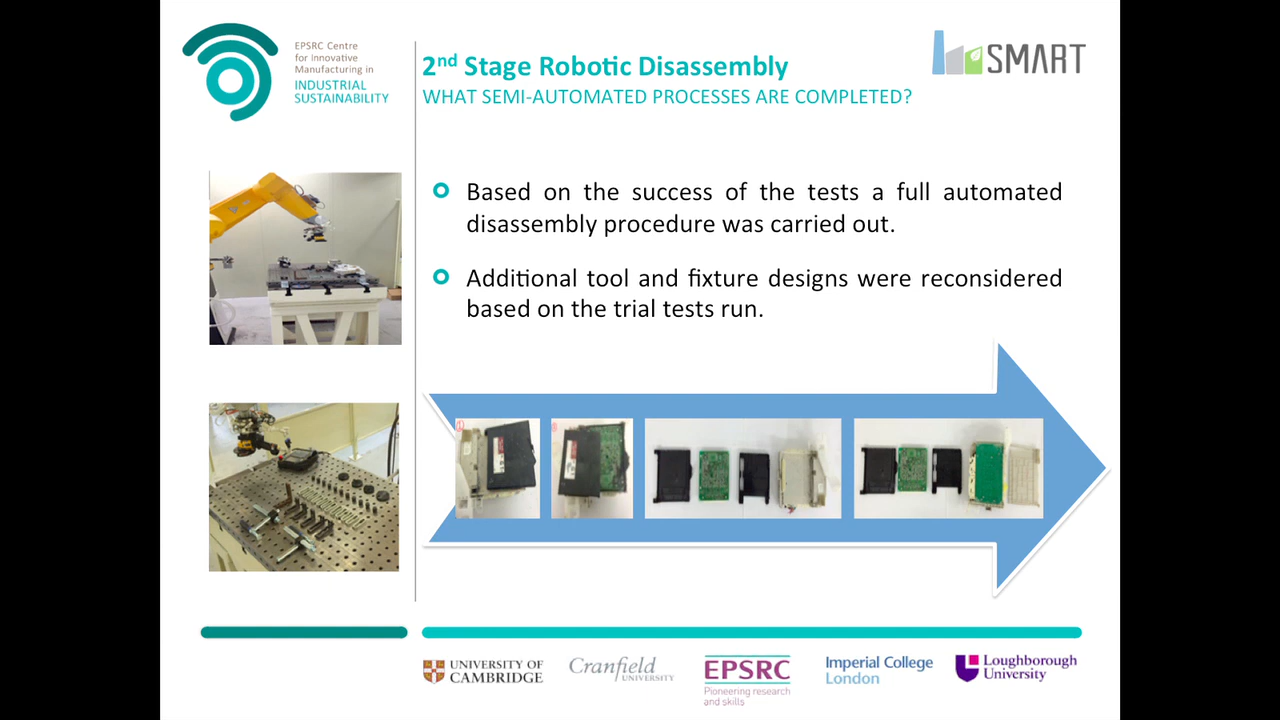 EPSRC Centre
for Innovative
Manufacturing in
INDUSTRIAL
SUSTAINABILITY
2nd Stage Robotic Disassembly
WHAT SEMI-AUTOMATED PROCESSES ARE COMPLETED?
SMART
Based on the success of the tests a full automated
disassembly procedure was carried out.
Additional tool and fixture designs were reconsidered
based on the trial tests run.
UNIVERSITY OF
CAMBRIDGE
Cranfield
UNIVERSITY
EPSRC
Pioneering research
and skills
Imperial College
London
Loughborough
University